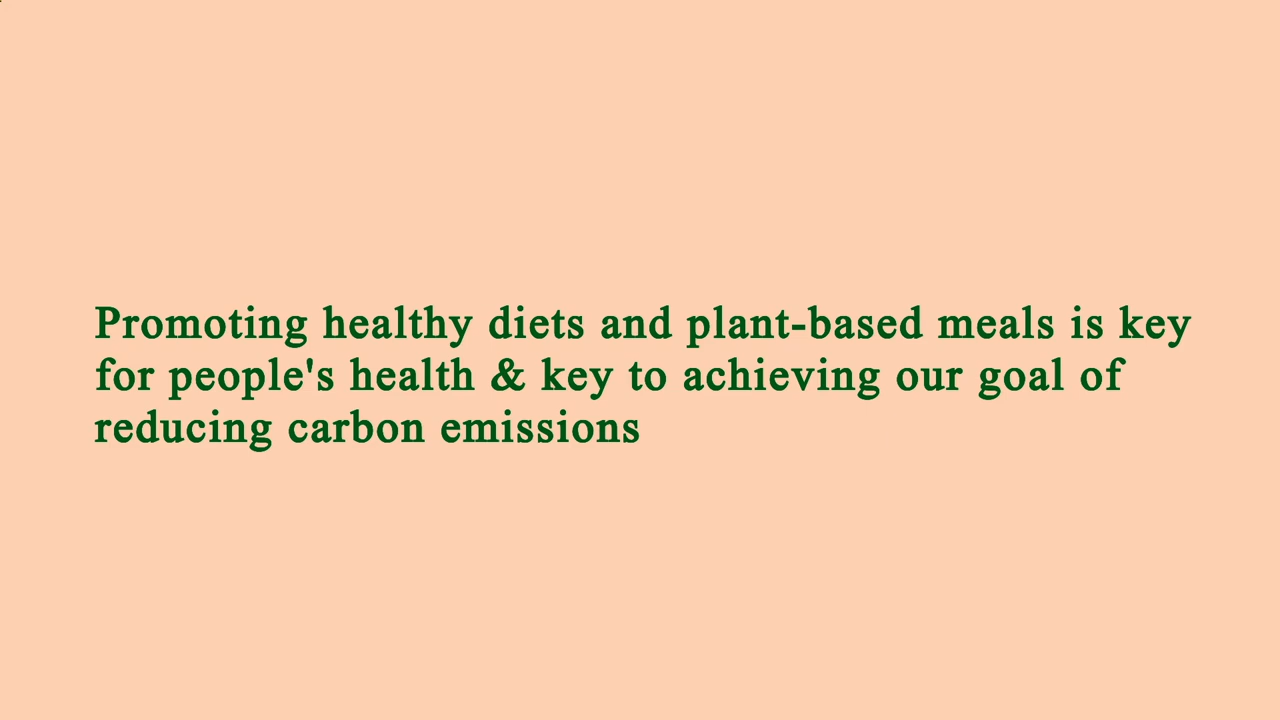 Promoting healthy diets and plant-based meals is key
for people's health & key to achieving our goal of
reducing carbon emissions